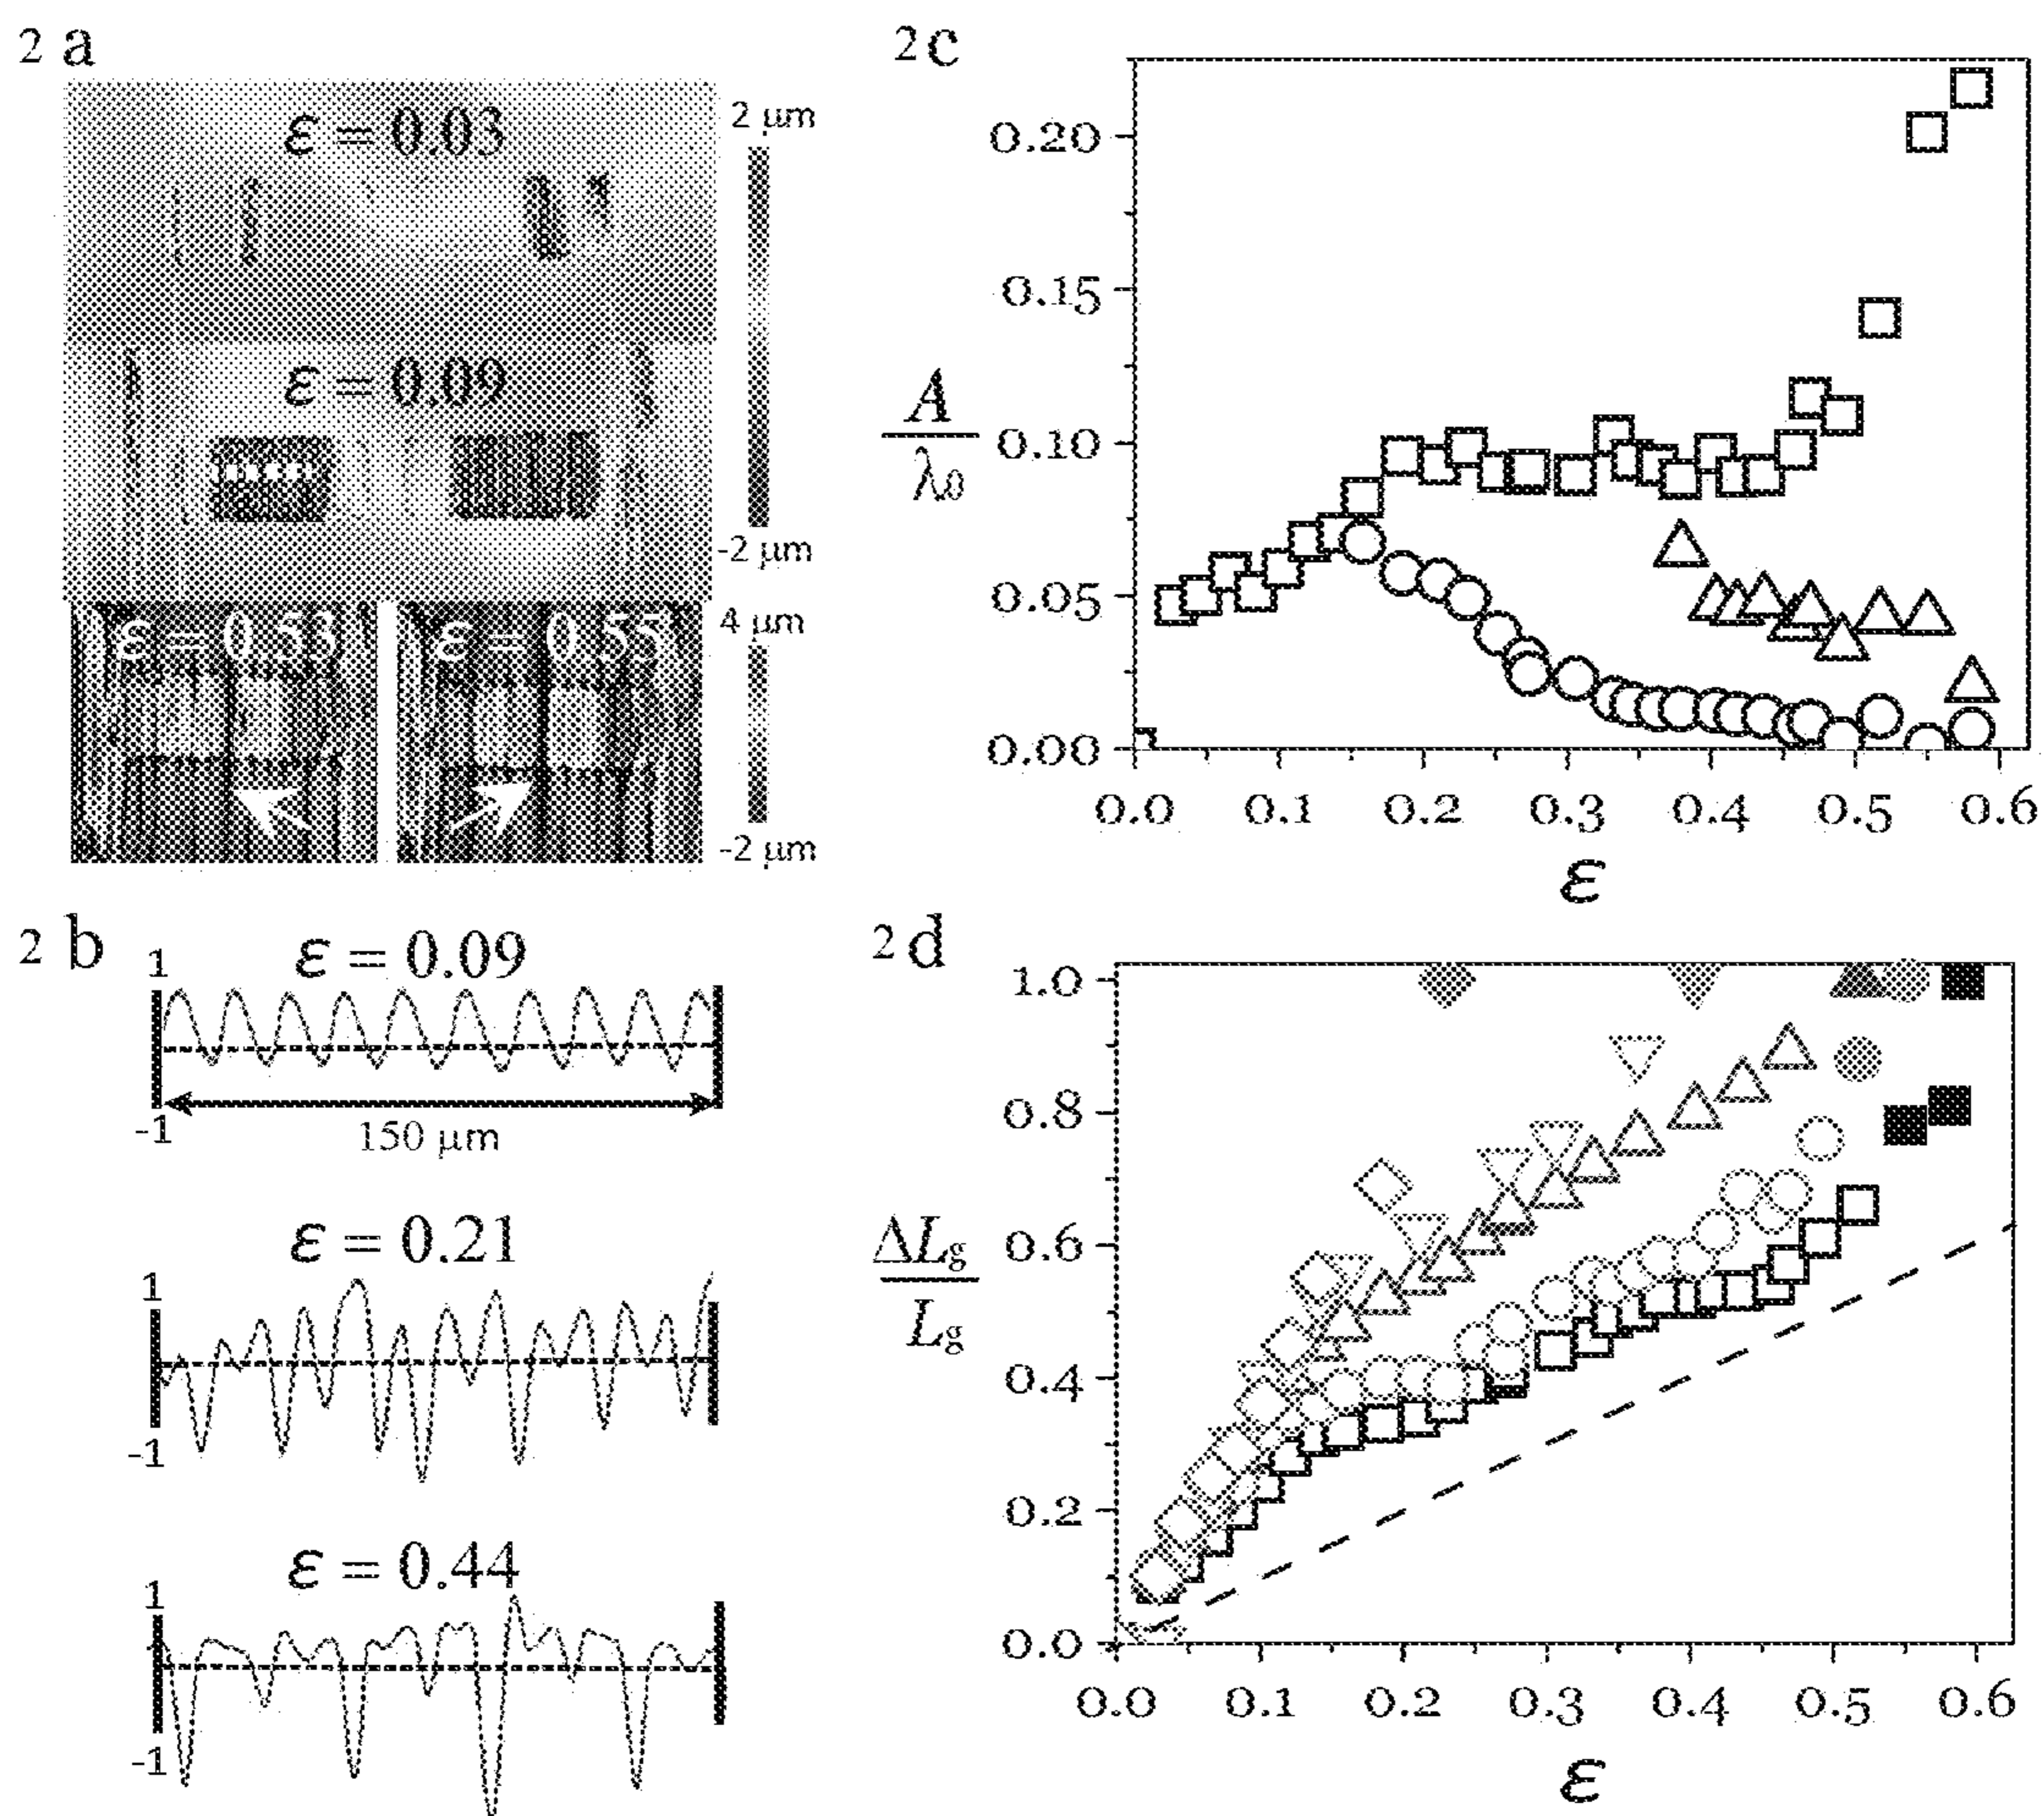 2 a
ε = 0.03
2 μm
ε = 0.09
-2 μm
ε = 0.53
ε = 0.55
4 μm
-2 μm
2 b
ε = 0.09
1
-1
150 μm
ε = 0.21
1
-1
ε = 0.44
1
-1
2c
0.20
0.15
A
λ0
0.10
0.05
0.00
0.0 0.1 0.2 0.3 0.4 0.5 0.6
ε
2 d
1.0
0.8
ΔLg
Lg
0.6
0.4
0.2
0.0
0.0 0.1 0.2 0.3 0.4 0.5 0.6
ε